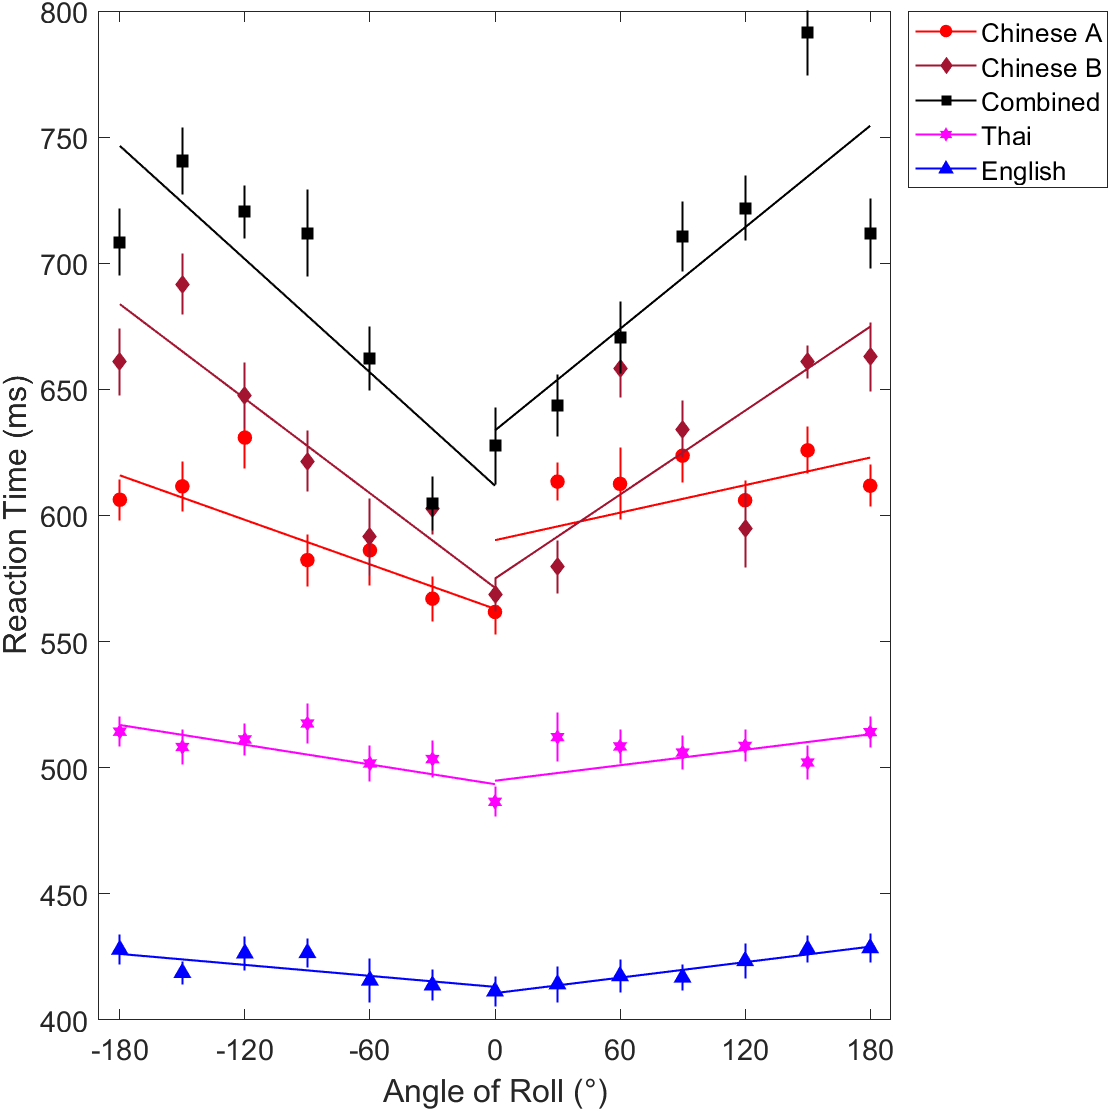 800
750
700
650
600
550
500
450
400
Reaction Time (ms)
-180 -120 -60 0 60 120 180
Angle of Roll (°)
Chinese A
Chinese B
Combined
Thai
English